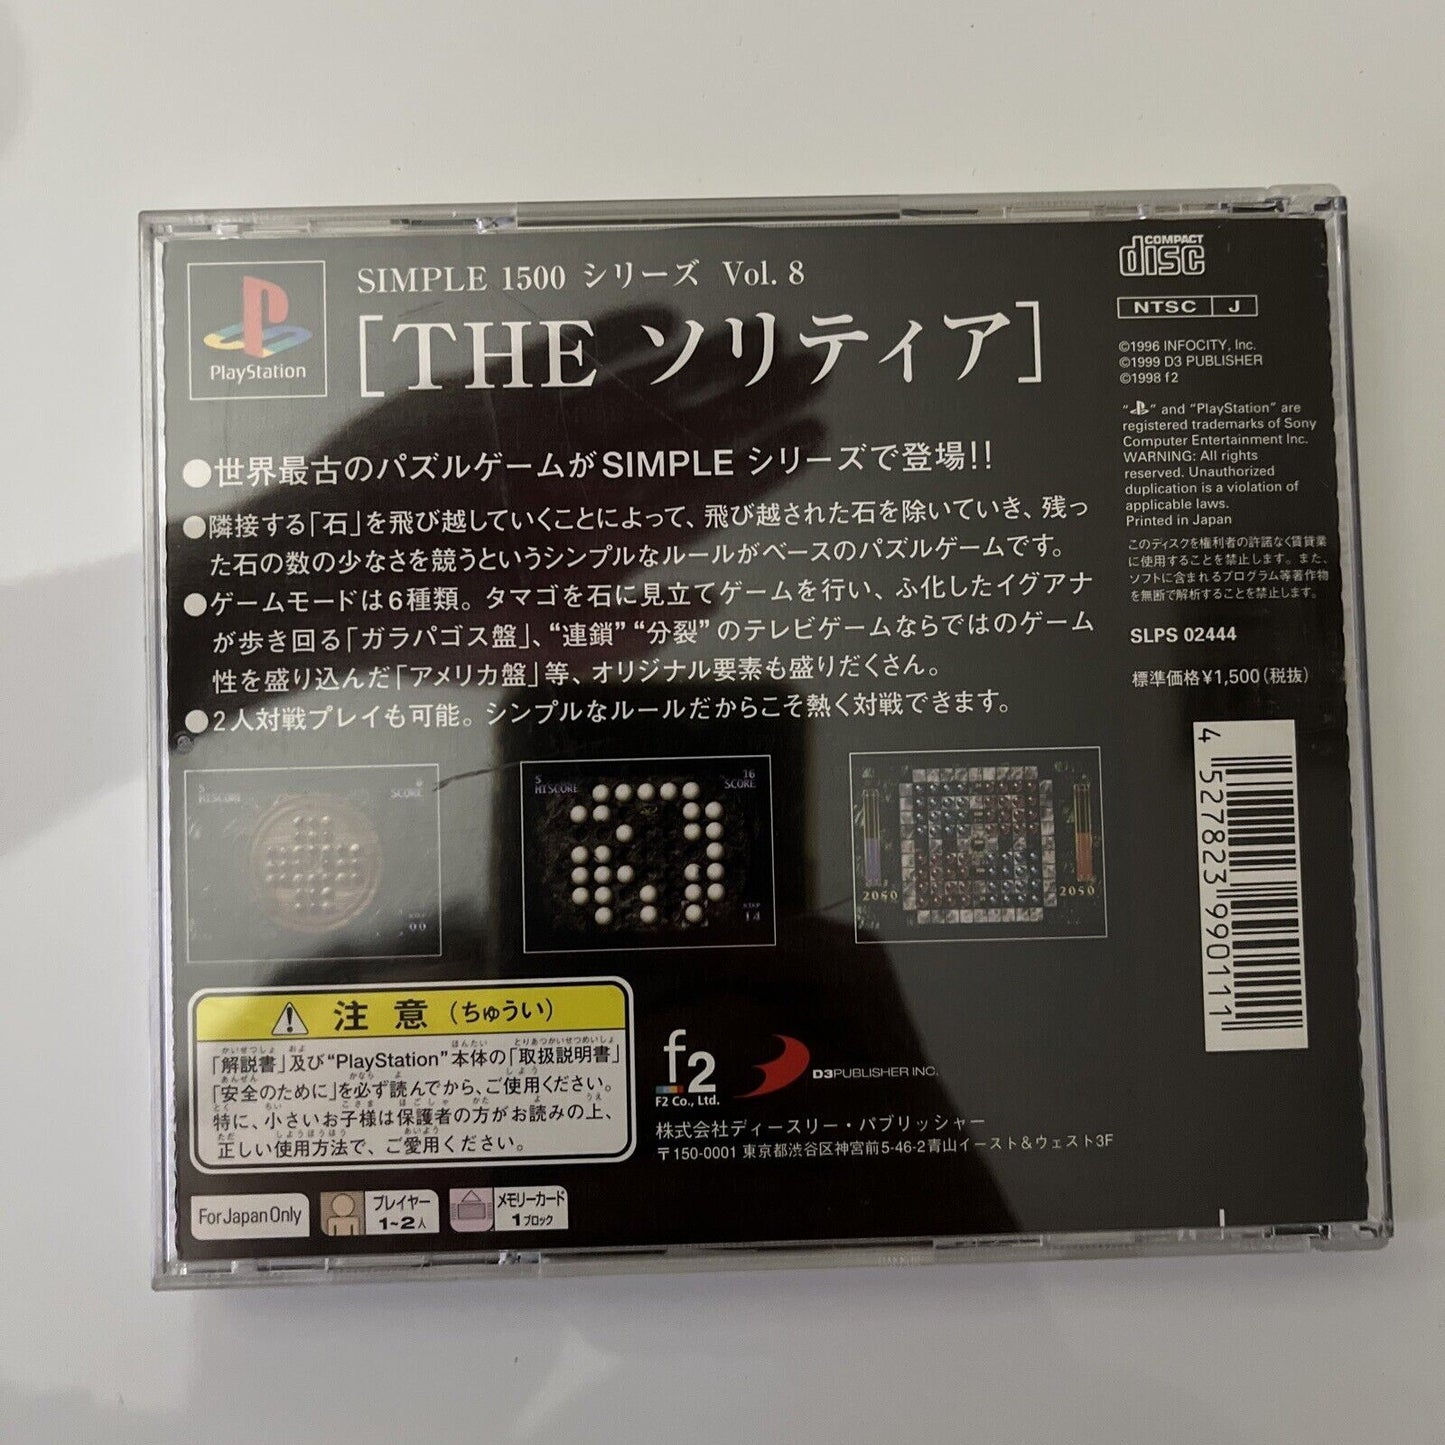 PlayStation
SIMPLE 1500 シリーズ Vol. 8
[THE ソリティア]
●世界最古のパズルゲームがSIMPLE シリーズで登場!!
●隣接する「石」を飛び越していくことによって、飛び越された石を除いていき、残っ
た石の数の少なさを競うというシンプルなルールがベースのパズルゲームです。
●ゲームモードは6種類。タマゴを石に見立てゲームを行い、ふ化したイグアナ
が歩き回る「ガラパゴス盤」、“連鎖”“分裂”のテレビゲームならではのゲーム
性を盛り込んだ「アメリカ盤」等、オリジナル要素も盛りだくさん。
●2人対戦プレイも可能。シンプルなルールだからこそ熱く対戦できます。
COMPACT
disc
NTSC J
©1996 INFOCITY, Inc.
©1999 D3 PUBLISHER
©1998 f2
“ ” and “PlayStation” are
registered trademarks of Sony
Computer Entertainment Inc.
WARNING: All rights
reserved. Unauthorized
duplication is a violation of
applicable laws.
Printed in Japan
このディスクを権利者の許諾なく賃貸業
に使用することを禁止します。また、
ソフトに含まれるプログラム等著作物
を無断で解析することを禁止します。
SLPS 02444
標準価格¥1,500(税抜)
4 527823 990111
5 HISCORE
SCORE
5 HISCORE
16 SCORE
14
2050
2050
注意(ちゅうい)
「解説書」及び“PlayStation”本体の「取扱説明書」
「安全のために」を必ず読んでから、ご使用ください。
特に、小さいお子様は保護者の方がお読みの上、
正しい使用方法で、ご愛用ください。
f2
F2 Co., Ltd.
D3PUBLISHER INC.
株式会社ディースリー・パブリッシャー
〒150-0001 東京都渋谷区神宮前5-46-2青山イースト&ウェスト3F
For Japan Only
プレイヤー
1~2人
メモリーカード
1ブロック